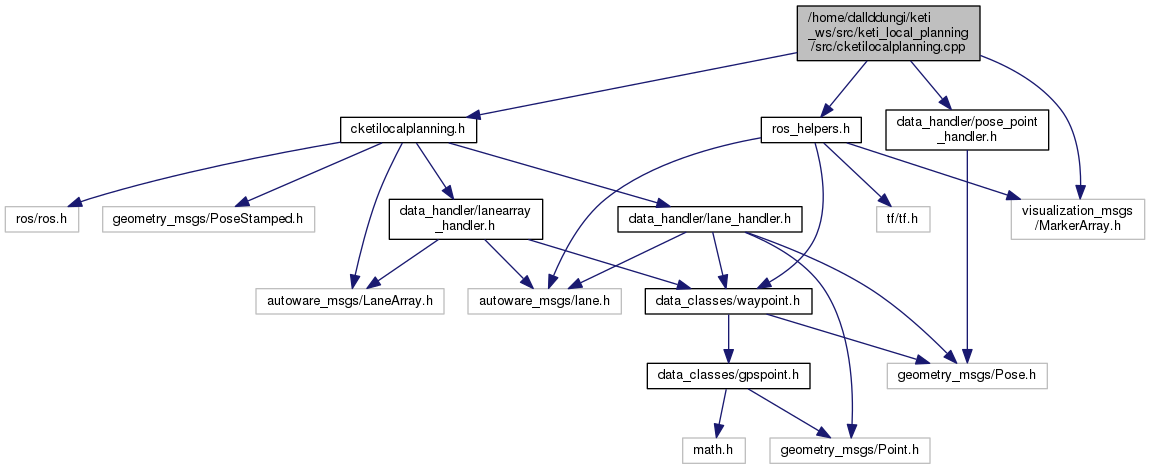 /home/dallddungi/keti
_ws/src/keti_local_planning
/src/cketilocalplanning.cpp
cketilocalplanning.h
ros_helpers.h
data_handler/pose_point
_handler.h
ros/ros.h
geometry_msgs/PoseStamped.h
data_handler/lanearray
_handler.h
data_handler/lane_handler.h
tf/tf.h
visualization_msgs
/MarkerArray.h
autoware_msgs/LaneArray.h
autoware_msgs/lane.h
data_classes/waypoint.h
data_classes/gpspoint.h
geometry_msgs/Pose.h
math.h
geometry_msgs/Point.h